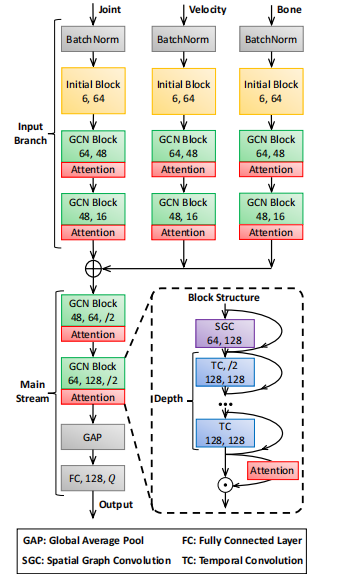 Joint Velocity Bone
BatchNorm BatchNorm BatchNorm
Initial Block Initial Block Initial Block
6, 64 6, 64 6, 64
Input
Branch
GCN Block GCN Block GCN Block
64, 48 64, 48 64, 48
Attention Attention Attention
GCN Block GCN Block GCN Block
48, 16 48, 16 48, 16
Attention Attention Attention
GCN Block
48, 64, /2
Attention
Main
Stream
GCN Block
64, 128, /2
Attention
GAP
FC, 128, Q
Output
Block Structure
SGC
64, 128
Depth
TC, /2
128, 128
•••
TC
128, 128
Attention
GAP: Global Average Pool FC: Fully Connected Layer
SGC: Spatial Graph Convolution TC: Temporal Convolution